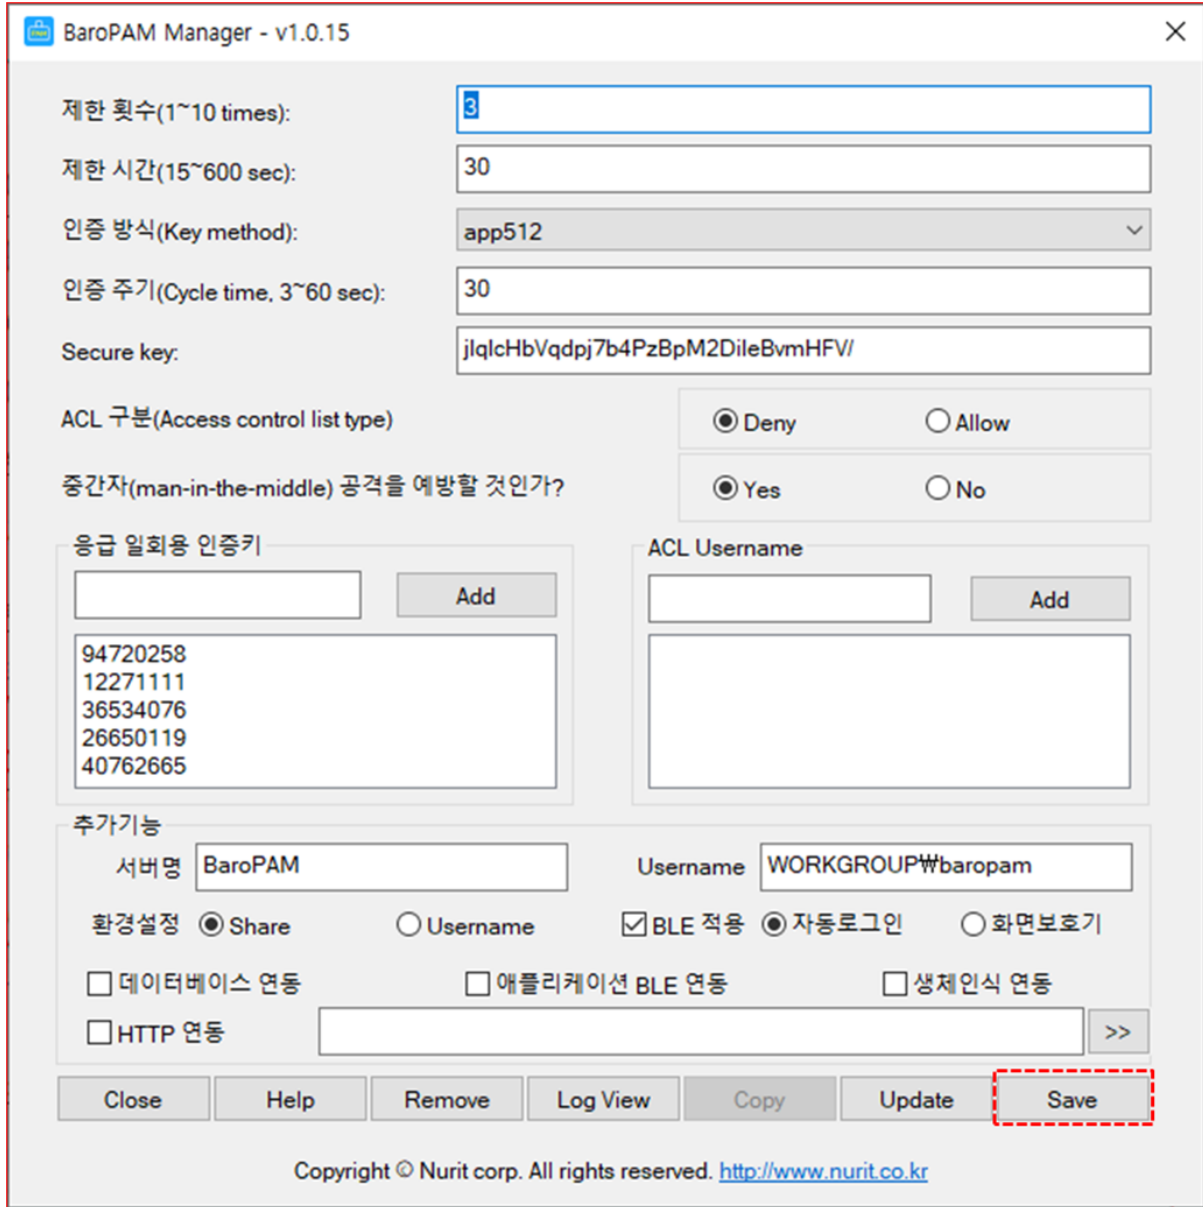 BaroPAM Manager - v1.0.15
제한 횟수(1~10 times): 3
제한 시간(15~600 sec): 30
인증 방식(Key method): app512
인증 주기(Cycle time, 3~60 sec): 30
Secure key: jIqlcHbVqdpj7b4PzBpM2DileBvmHFV/
ACL 구분(Access control list type) Deny Allow
중간자(man-in-the-middle) 공격을 예방할 것인가? Yes No
응급 일회용 인증키
Add
94720258
12271111
36534076
26650119
40762665
ACL Username
Add
추가기능
서버명 BaroPAM Username WORKGROUP₩baropam
환경설정 Share Username BLE 적용 자동로그인 화면보호기
데이터베이스 연동 애플리케이션 BLE 연동 생체인식 연동
HTTP 연동 >>
Close Help Remove Log View Copy Update Save
Copyright © Nurit corp. All rights reserved. http://www.nurit.co.kr